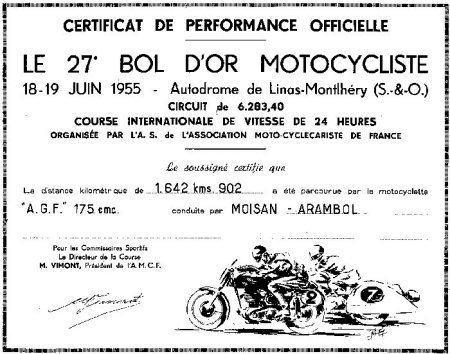 CERTIFICAT DE PERFORMANCE OFFICIELLE
LE 27e BOL D'OR MOTOCYCLISTE
18-19 JUIN 1955 - Autodrome de Linas-Montlhéry (S.-&-O.)
CIRCUIT de 6.283,40
COURSE INTERNATIONALE DE VITESSE DE 24 HEURES
ORGANISÉE PAR L'A. S. de L'ASSOCIATION MOTO-CYCLECARISTE DE FRANCE
Le soussigné certifie que
La distance kilométrique de 1.642 kms. 902 a été parcourue par la motocyclette
"A.G.F." 175 cmc. conduite par MOISAN - ARAMBOL
Pour les Commissaires Sportifs
Le Directeur de la Course
M. VIMONT, Président de l'A.M.C.F.
2
7